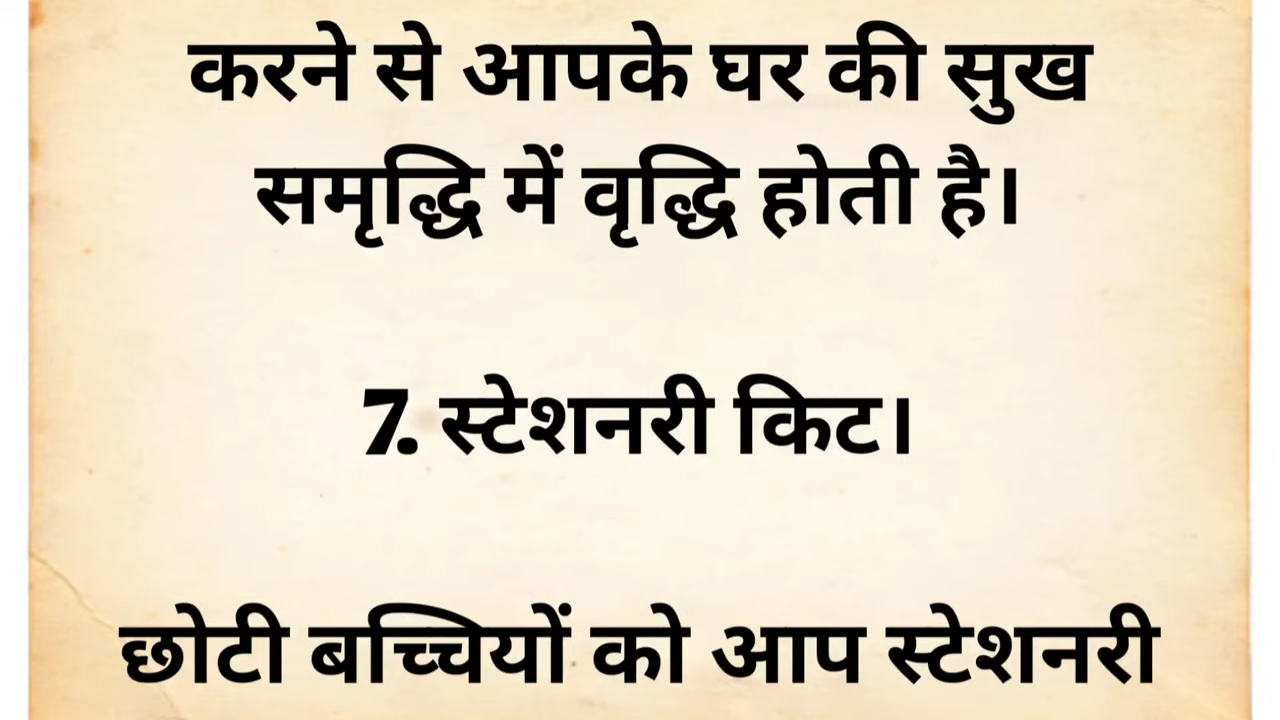 करने से आपके घर की सुख
समृद्धि में वृद्धि होती है।
7. स्टेशनरी किट।
छोटी बच्चियों को आप स्टेशनरी